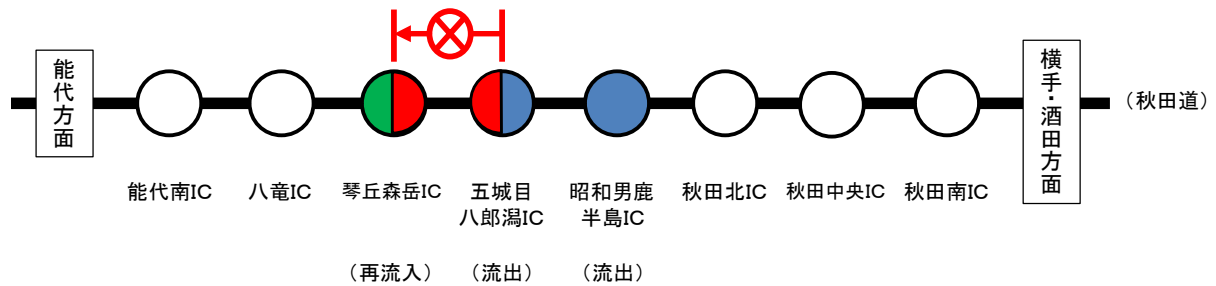 能代方面
横手・酒田方面
（秋田道）
能代南IC
八竜IC
琴丘森岳IC
五城目
八郎潟IC
昭和男鹿
半島IC
秋田北IC
秋田中央IC
秋田南IC
（再流入）
（流出）
（流出）